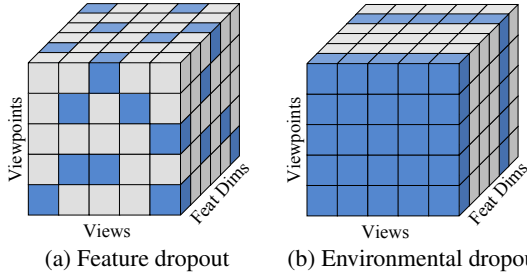 Viewpoints
Feat Dims
Views
(a) Feature dropout
Viewpoints
Feat Dims
Views
(b) Environmental dropou